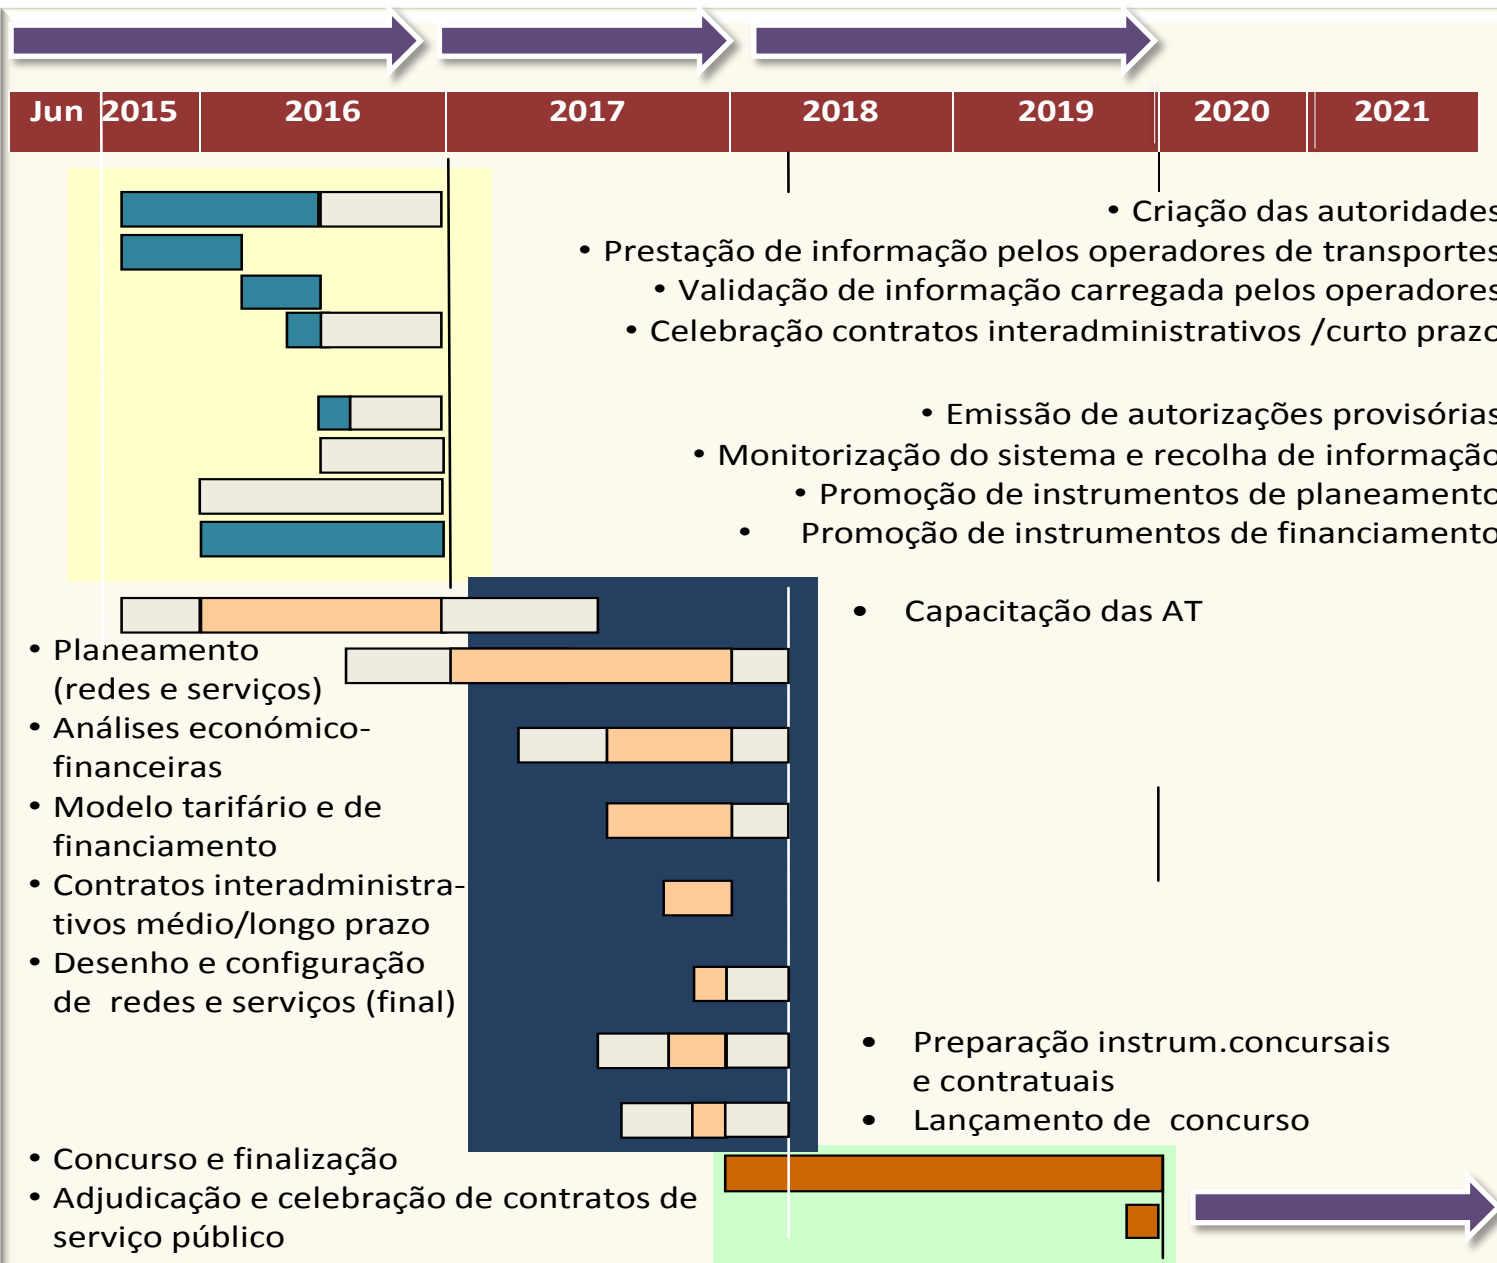 Jun 2015 2016 2017 2018 2019 2020 2021
• Criação das autoridades
• Prestação de informação pelos operadores de transportes
• Validação de informação carregada pelos operadores
• Celebração contratos interadministrativos /curto prazo
• Emissão de autorizações provisórias
• Monitorização do sistema e recolha de informação
• Promoção de instrumentos de planeamento
• Promoção de instrumentos de financiamento
• Capacitação das AT
• Planeamento
(redes e serviços)
• Análises económico-
financeiras
• Modelo tarifário e de
financiamento
• Contratos interadministra-
tivos médio/longo prazo
• Desenho e configuração
de redes e serviços (final)
• Preparação instrum.concursais
e contratuais
• Lançamento de concurso
• Concurso e finalização
• Adjudicação e celebração de contratos de
serviço público